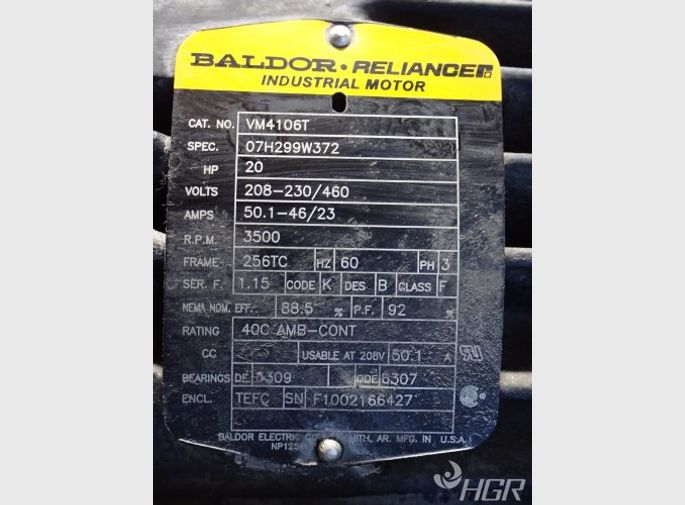 BALDOR • RELIANCE
INDUSTRIAL MOTOR
CAT. NO. VM4106T
SPEC. 07H299W372
HP 20
VOLTS 208-230/460
AMPS 50.1-46/23
R.P.M. 3500
FRAME 256TC HZ 60 PH 3
SER. F. 1.15 CODE K DES B CLASS F
NEMA NOM. EFF. 88.5 % P.F. 92 %
RATING 40C AMB-CONT
CC USABLE AT 208V 50.1 A
BEARINGS DE 6309 ODE 6307
ENCL. TEFC SN F1002166427
BALDOR ELECTRIC AR. MFG. IN U.S.A.
HGR